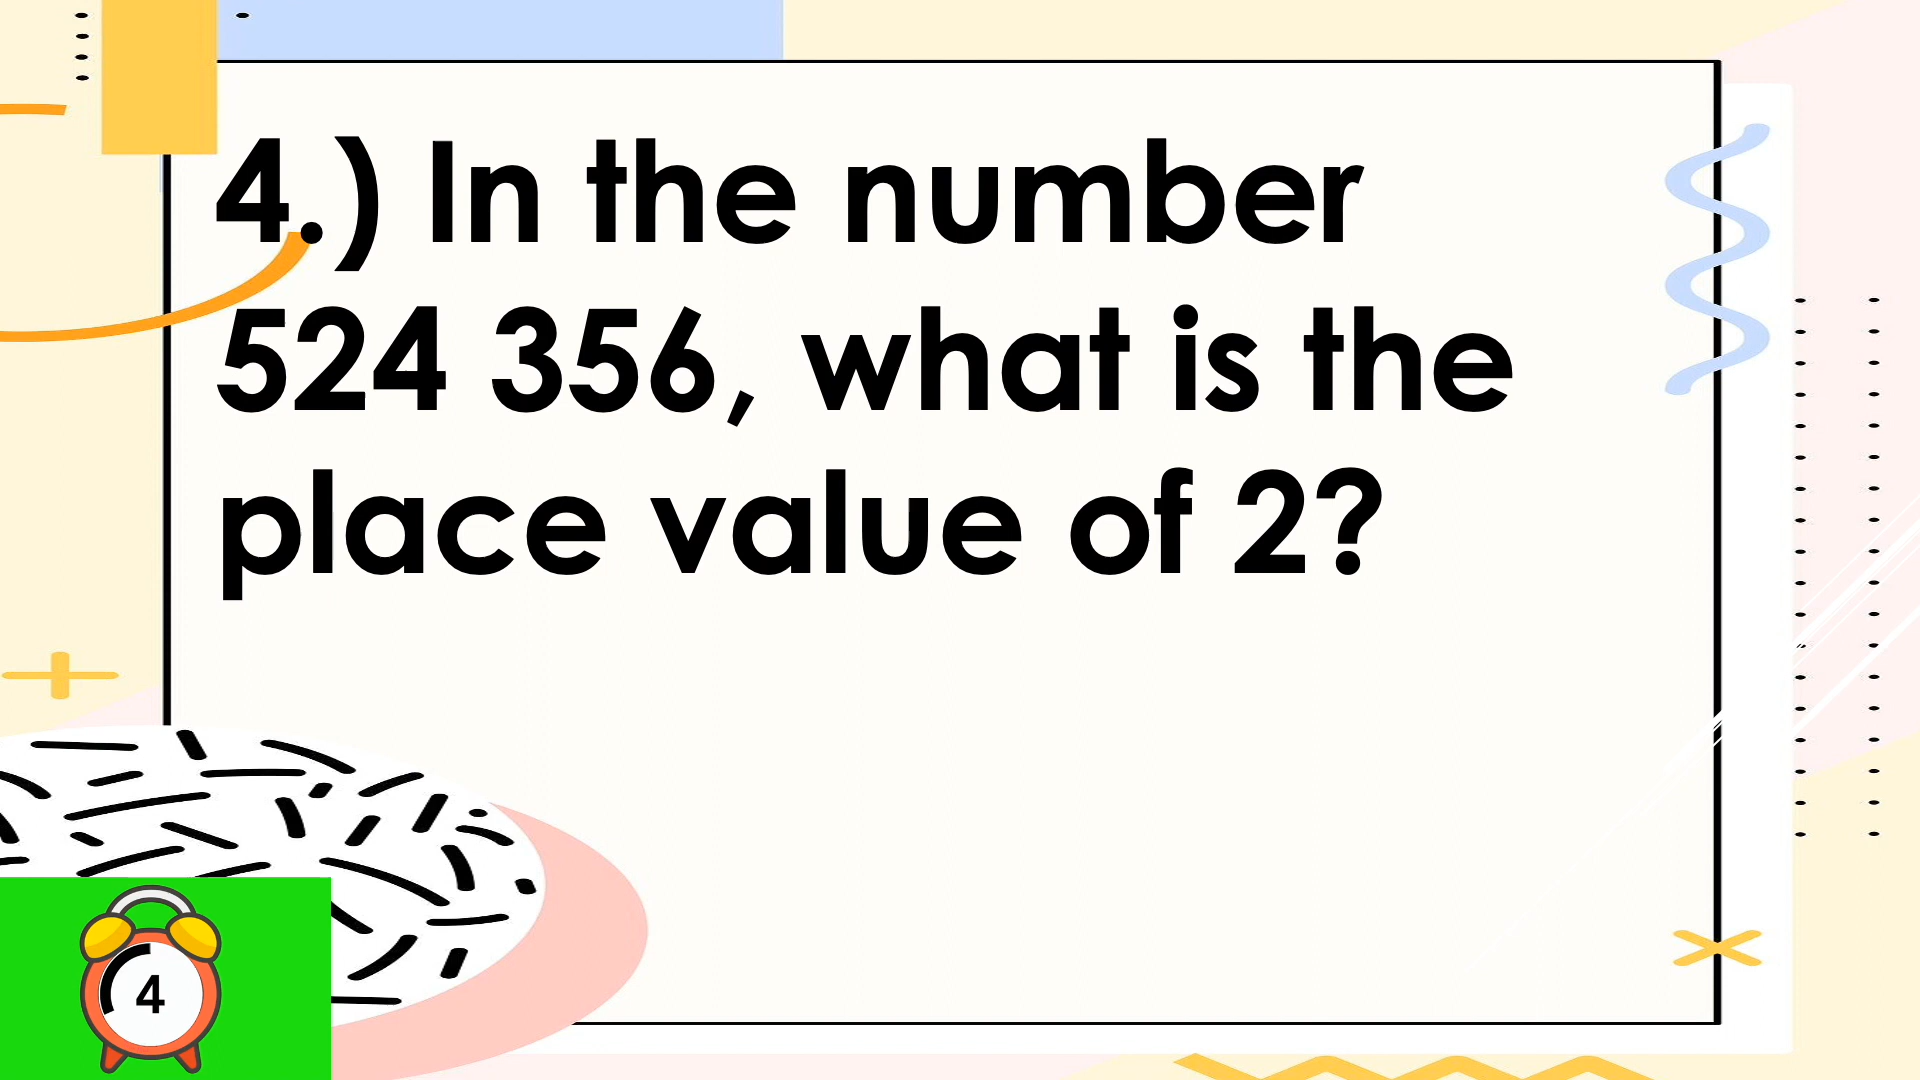 4.) In the number
524 356, what is the
place value of 2?
4